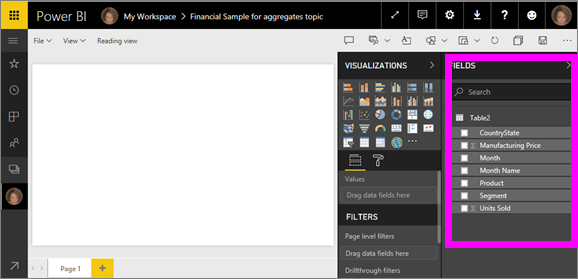 Power BI My Workspace > Financial Sample for aggregates topic
File View Reading view
VISUALIZATIONS
Values
Drag data fields here
FILTERS
Page level filters
Drag data fields here
Drillthrough filters
FIELDS
Search
Table2
CountryState
Σ Manufacturing Price
Month
Month Name
Product
Segment
Σ Units Sold
Page 1